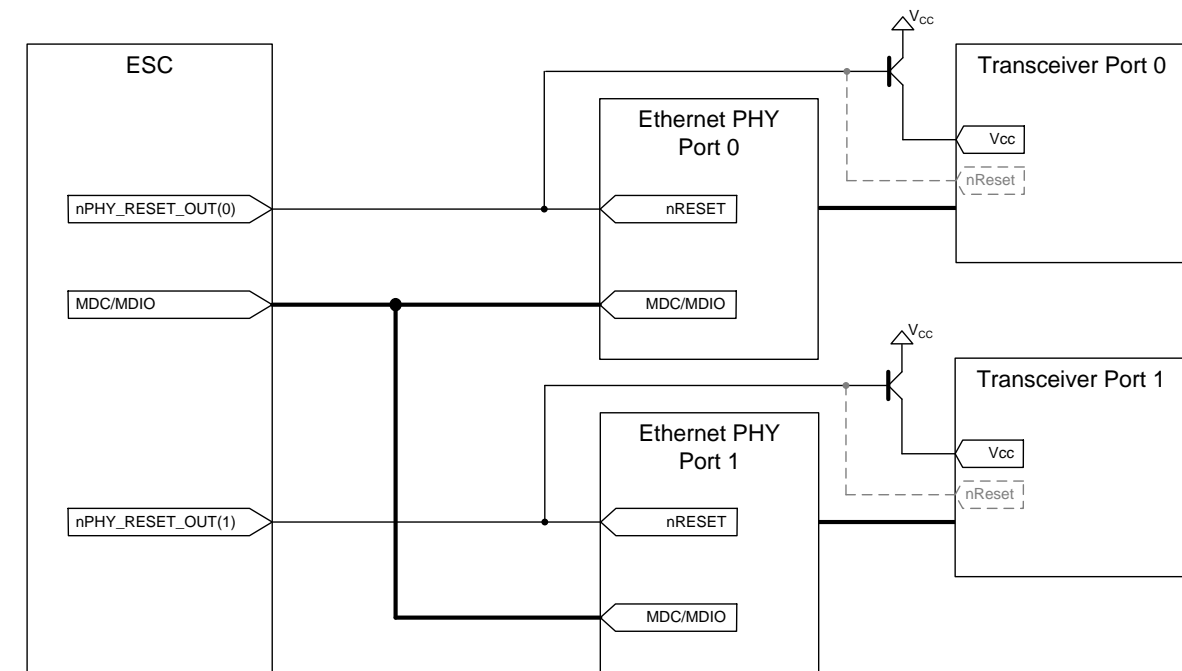 ESC
nPHY_RESET_OUT(0)
MDC/MDIO
nPHY_RESET_OUT(1)
Ethernet PHY
Port 0
nRESET
MDC/MDIO
Ethernet PHY
Port 1
nRESET
MDC/MDIO
VCC
Transceiver Port 0
Vcc
nReset
VCC
Transceiver Port 1
Vcc
nReset